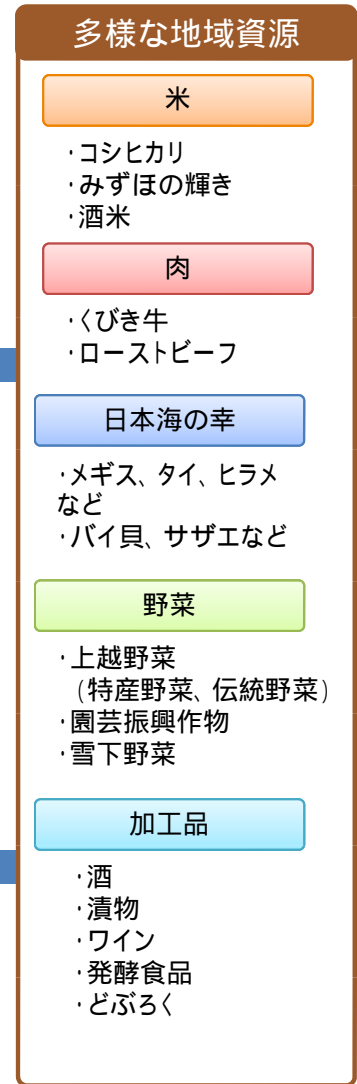 多様な地域資源
米
・コシヒカリ
・みずほの輝き
・酒米
肉
・くびき牛
・ローストビーフ
日本海の幸
・メギス、タイ、ヒラメ
など
・バイ貝、サザエなど
野菜
・上越野菜
(特産野菜、伝統野菜)
・園芸振興作物
・雪下野菜
加工品
・酒
・漬物
・ワイン
・発酵食品
・どぶろく